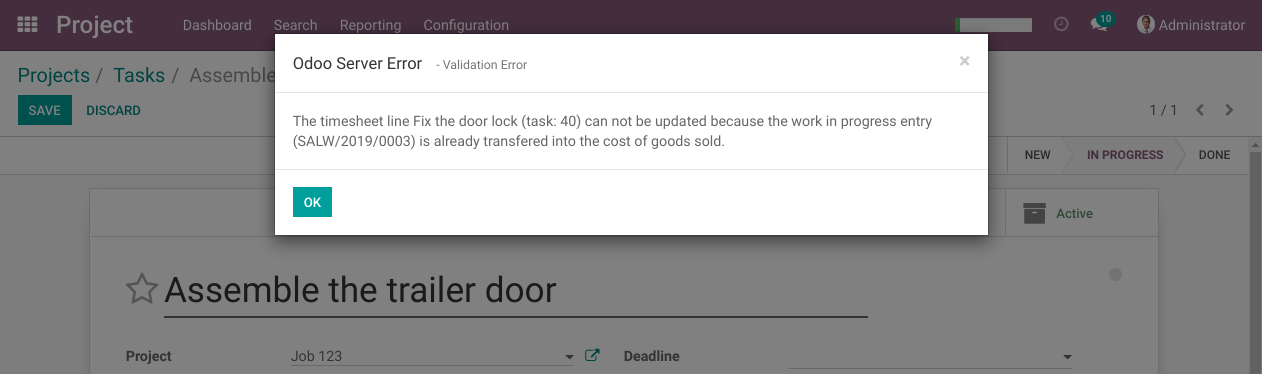 Project Dashboard Search Reporting Configuration 10 Administrator
Projects / Tasks / Assemble
SAVE DISCARD 1 / 1
Odoo Server Error - Validation Error ×
The timesheet line Fix the door lock (task: 40) can not be updated because the work in progress entry
(SALW/2019/0003) is already transfered into the cost of goods sold.
OK
NEW IN PROGRESS DONE
Active
Assemble the trailer door
Project Job 123 Deadline